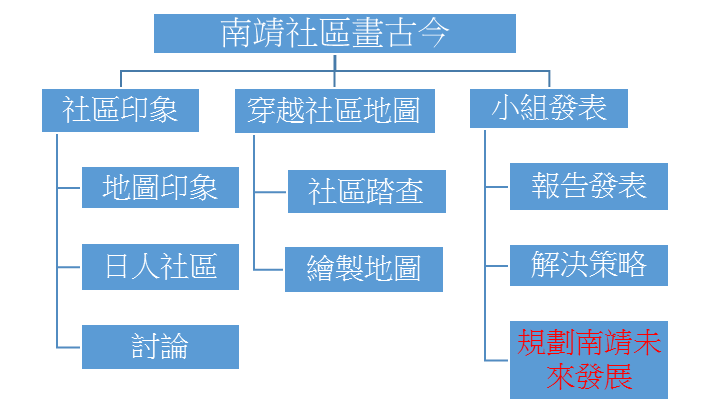 南靖社區畫古今
社區印象
穿越社區地圖
小組發表
地圖印象
日人社區
討論
社區踏查
繪製地圖
報告發表
解決策略
規劃南靖未
來發展